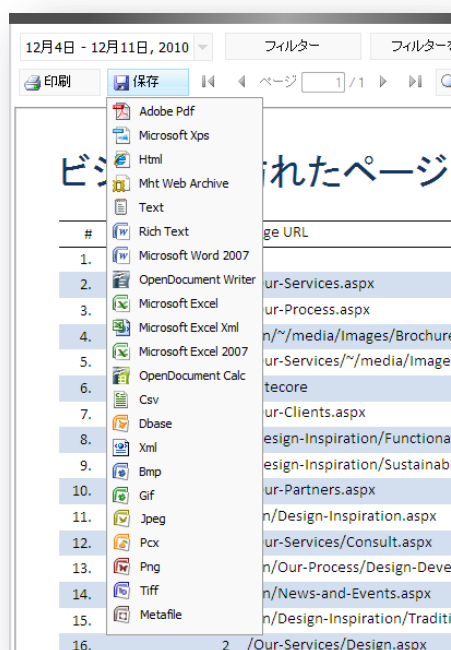 12月4日 - 12月11日, 2010 フィルター フィルターを
印刷 保存 ページ 1 / 1
Adobe Pdf
Microsoft Xps
Html
Mht Web Archive
Text
Rich Text
Microsoft Word 2007
OpenDocument Writer
Microsoft Excel
Microsoft Excel Xml
Microsoft Excel 2007
OpenDocument Calc
Csv
Dbase
Xml
Bmp
Gif
Jpeg
Pcx
Png
Tiff
Metafile
ビジ れたページ
# ge URL
1.
2. ur-Services.aspx
3. ur-Process.aspx
4. n/~/media/Images/Brochure
5. ur-Services/~/media/Image
6. tecore
7. ur-Clients.aspx
8. esign-Inspiration/Functiona
9. esign-Inspiration/Sustainab
10. ur-Partners.aspx
11. n/Design-Inspiration.aspx
12. ur-Services/Consult.aspx
13. n/Our-Process/Design-Deve
14. n/News-and-Events.aspx
15. n/Design-Inspiration/Traditi
16. 2 /Our-Services/Design.aspx